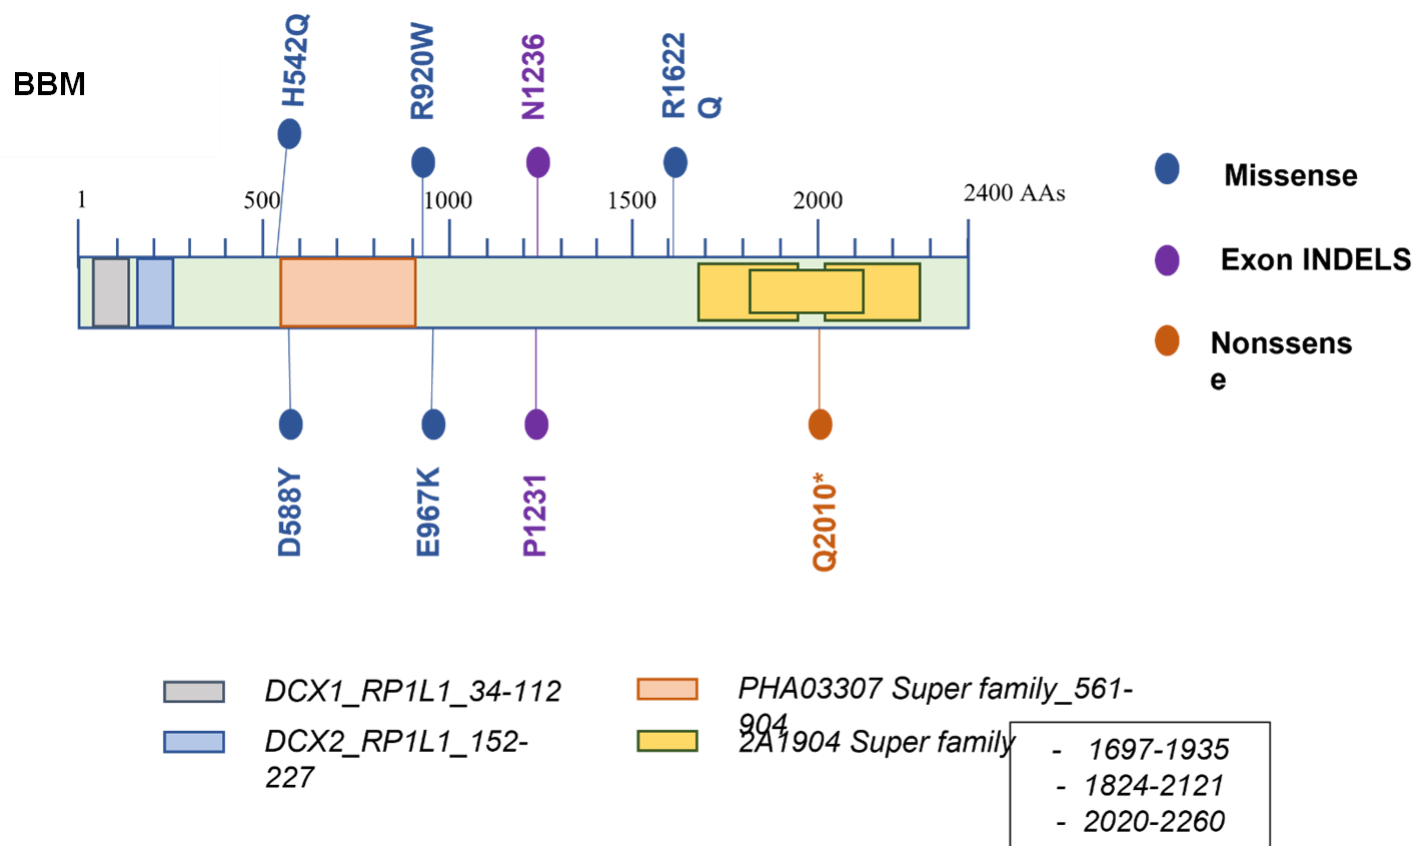 BBM
H542Q
R920W
N1236
R1622
Q
Missense
Exon INDELS
Nonssens
e
1
500
1000
1500
2000
2400 AAs
D588Y
E967K
P1231
Q2010*
DCX1_RP1L1_34-112
DCX2_RP1L1_152-
227
PHA03307 Super family_561-
904
2A1904 Super family
- 1697-1935
- 1824-2121
- 2020-2260